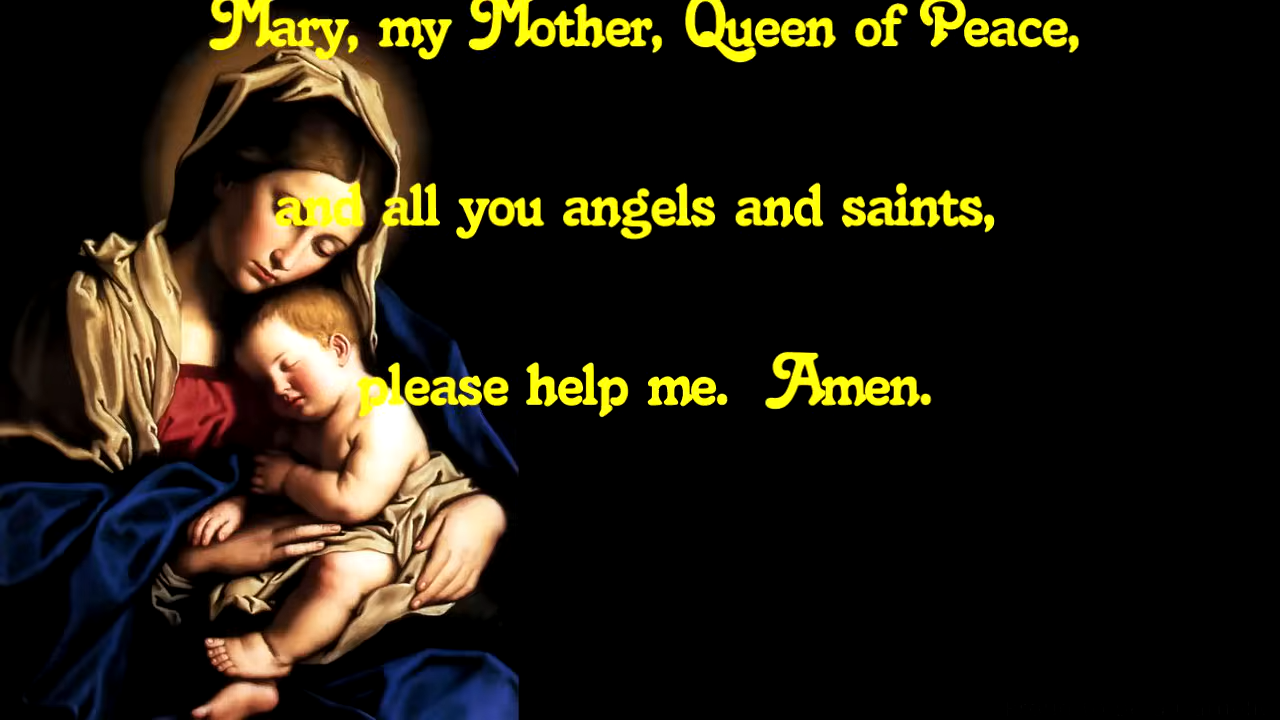 Mary, my Mother, Queen of Peace,
and all you angels and saints,
please help me. Amen.